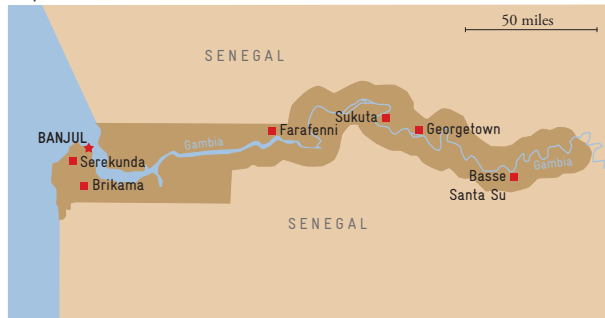 50 miles
SENEGAL
Sukuta
Farafenni
Georgetown
BANJUL
Gambia
Serekunda
Gambia
Brikama
Basse
Santa Su
SENEGAL